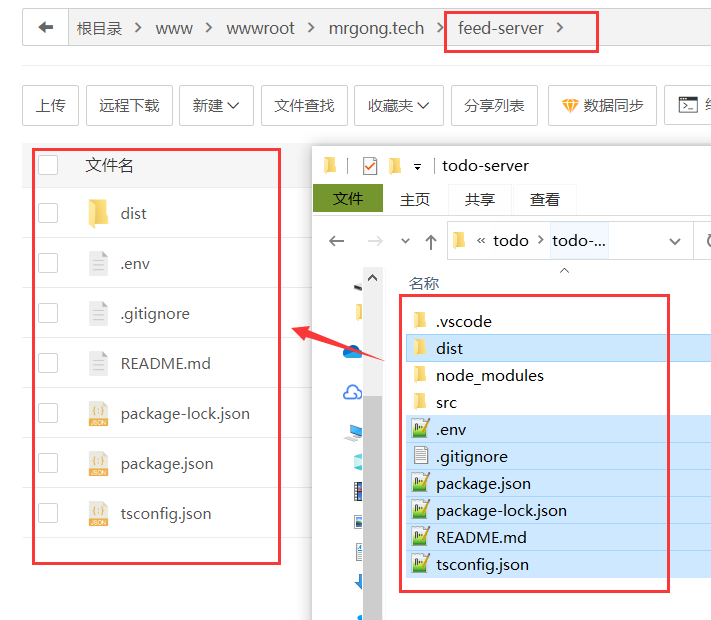 根目录 > www > wwwroot > mrgong.tech > feed-server >
上传 远程下载 新建 文件查找 收藏夹 分享列表 数据同步
文件名
dist
.env
.gitignore
README.md
package-lock.json
package.json
tsconfig.json
todo-server
文件 主页 共享 查看
« todo > todo-...
名称
.vscode
dist
node_modules
src
.env
.gitignore
package.json
package-lock.json
README.md
tsconfig.json